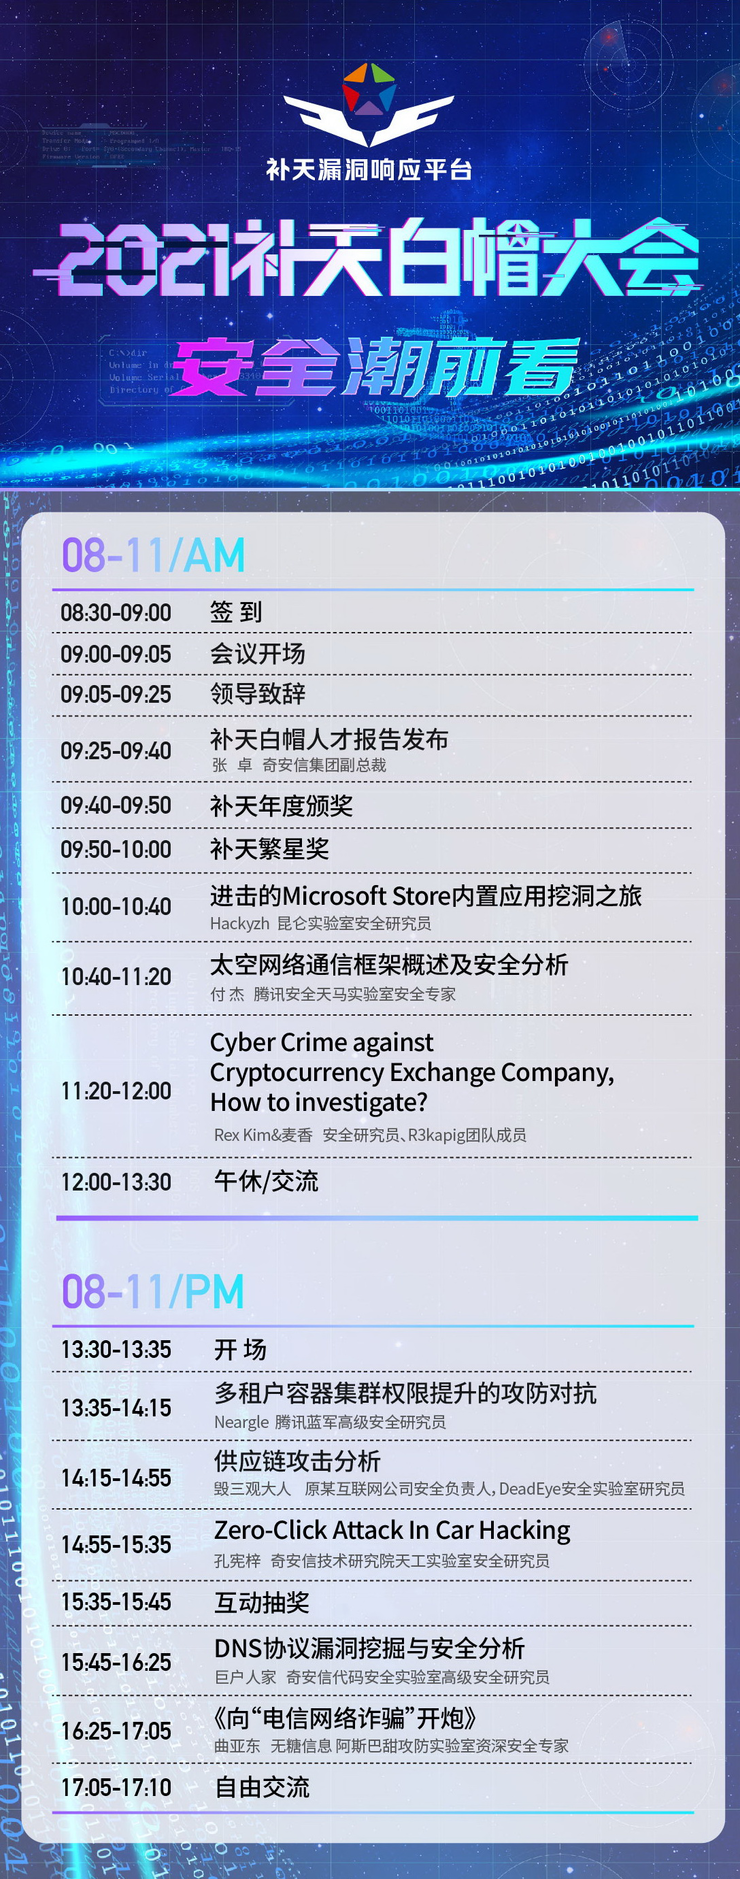 补天漏洞响应平台
2021补天白帽大会
安全潮前看
08-11/AM
08:30-09:00 签 到
09:00-09:05 会议开场
09:05-09:25 领导致辞
09:25-09:40 补天白帽人才报告发布
张 卓 奇安信集团副总裁
09:40-09:50 补天年度颁奖
09:50-10:00 补天繁星奖
10:00-10:40 进击的Microsoft Store内置应用挖洞之旅
Hackyzh 昆仑实验室安全研究员
10:40-11:20 太空网络通信框架概述及安全分析
付 杰 腾讯安全天马实验室安全专家
Cyber Crime against
Cryptocurrency Exchange Company,
11:20-12:00 How to investigate?
Rex Kim&麦香 安全研究员、R3kapig团队成员
12:00-13:30 午休/交流
08-11/PM
13:30-13:35 开 场
13:35-14:15 多租户容器集群权限提升的攻防对抗
Neargle 腾讯蓝军高级安全研究员
14:15-14:55 供应链攻击分析
毁三观大人 原某互联网公司安全负责人，DeadEye安全实验室研究员
14:55-15:35 Zero-Click Attack In Car Hacking
孔宪梓 奇安信技术研究院天工实验室安全研究员
15:35-15:45 互动抽奖
15:45-16:25 DNS协议漏洞挖掘与安全分析
巨户人家 奇安信代码安全实验室高级安全研究员
16:25-17:05 《向“电信网络诈骗”开炮》
曲亚东 无糖信息 阿斯巴甜攻防实验室资深安全专家
17:05-17:10 自由交流